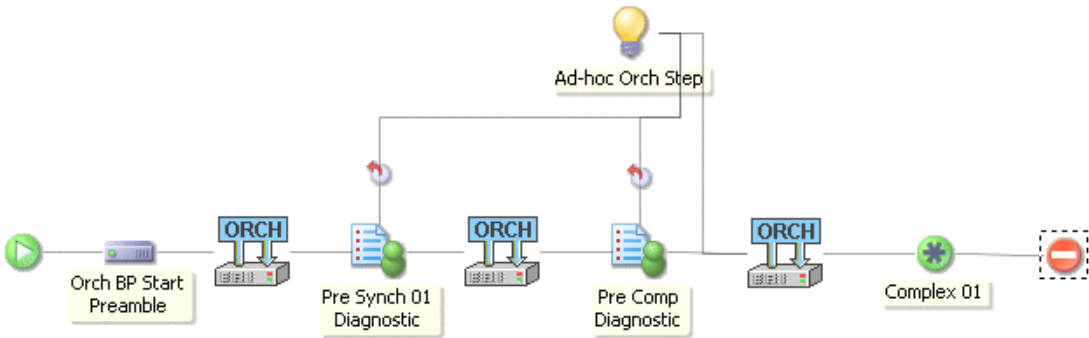 Ad-hoc Orch Step
ORCH
ORCH
ORCH
Orch BP Start
Preamble
Pre Synch 01
Diagnostic
Pre Comp
Diagnostic
Complex 01